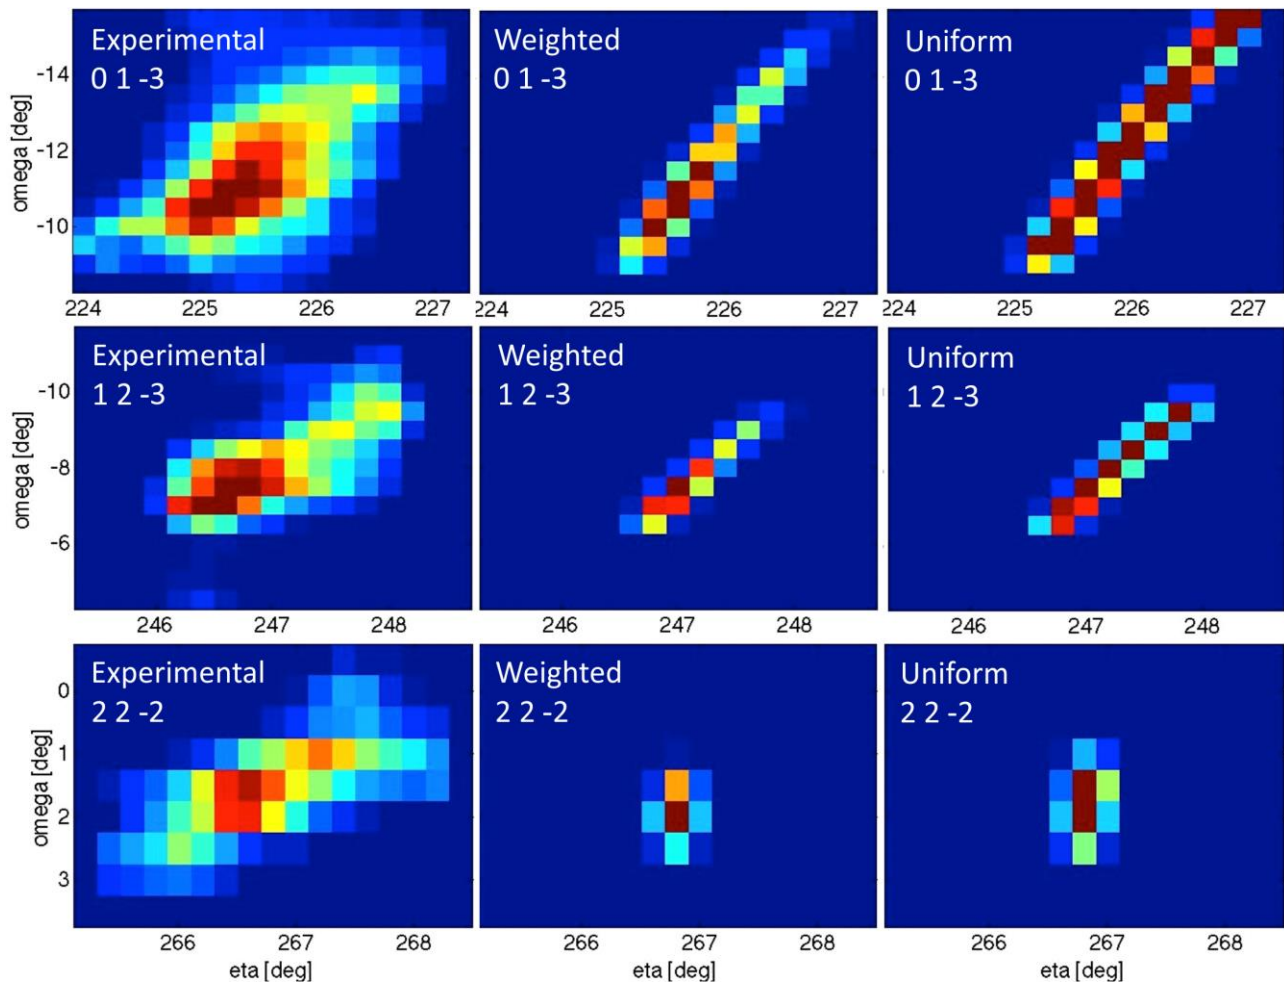 Experimental
0 1 -3
Weighted
0 1 -3
Uniform
0 1 -3
omega [deg]
-14
-12
-10
224 225 226 227
224 225 226 227
224 225 226 227
Experimental
1 2 -3
Weighted
1 2 -3
Uniform
1 2 -3
omega [deg]
-10
-8
-6
246 247 248
246 247 248
246 247 248
Experimental
2 2 -2
Weighted
2 2 -2
Uniform
2 2 -2
omega [deg]
0
1
2
3
266 267 268
266 267 268
266 267 268
eta [deg]
eta [deg]
eta [deg]